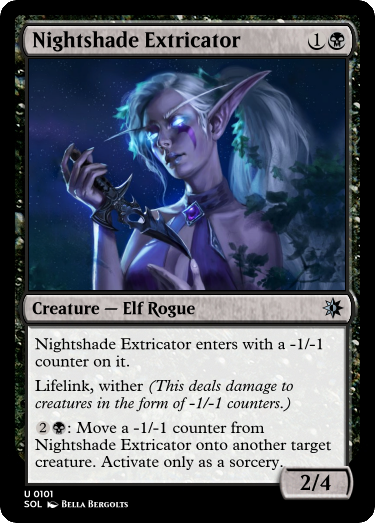 Nightshade Extricator 1
Creature — Elf Rogue
Nightshade Extricator enters with a -1/-1
counter on it.
Lifelink, wither (This deals damage to
creatures in the form of -1/-1 counters.)
2 : Move a -1/-1 counter from
Nightshade Extricator onto another target
creature. Activate only as a sorcery.
2/4
U 0101
SOL Bella Bergolts